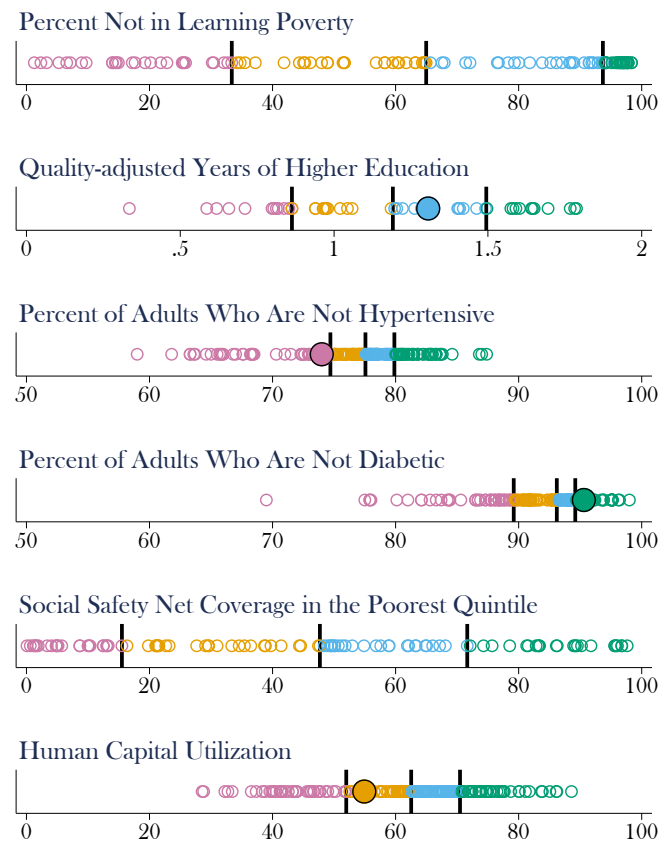 Percent Not in Learning Poverty
0 20 40 60 80 100
Quality-adjusted Years of Higher Education
0 .5 1 1.5 2
Percent of Adults Who Are Not Hypertensive
50 60 70 80 90 100
Percent of Adults Who Are Not Diabetic
50 60 70 80 90 100
Social Safety Net Coverage in the Poorest Quintile
0 20 40 60 80 100
Human Capital Utilization
0 20 40 60 80 100